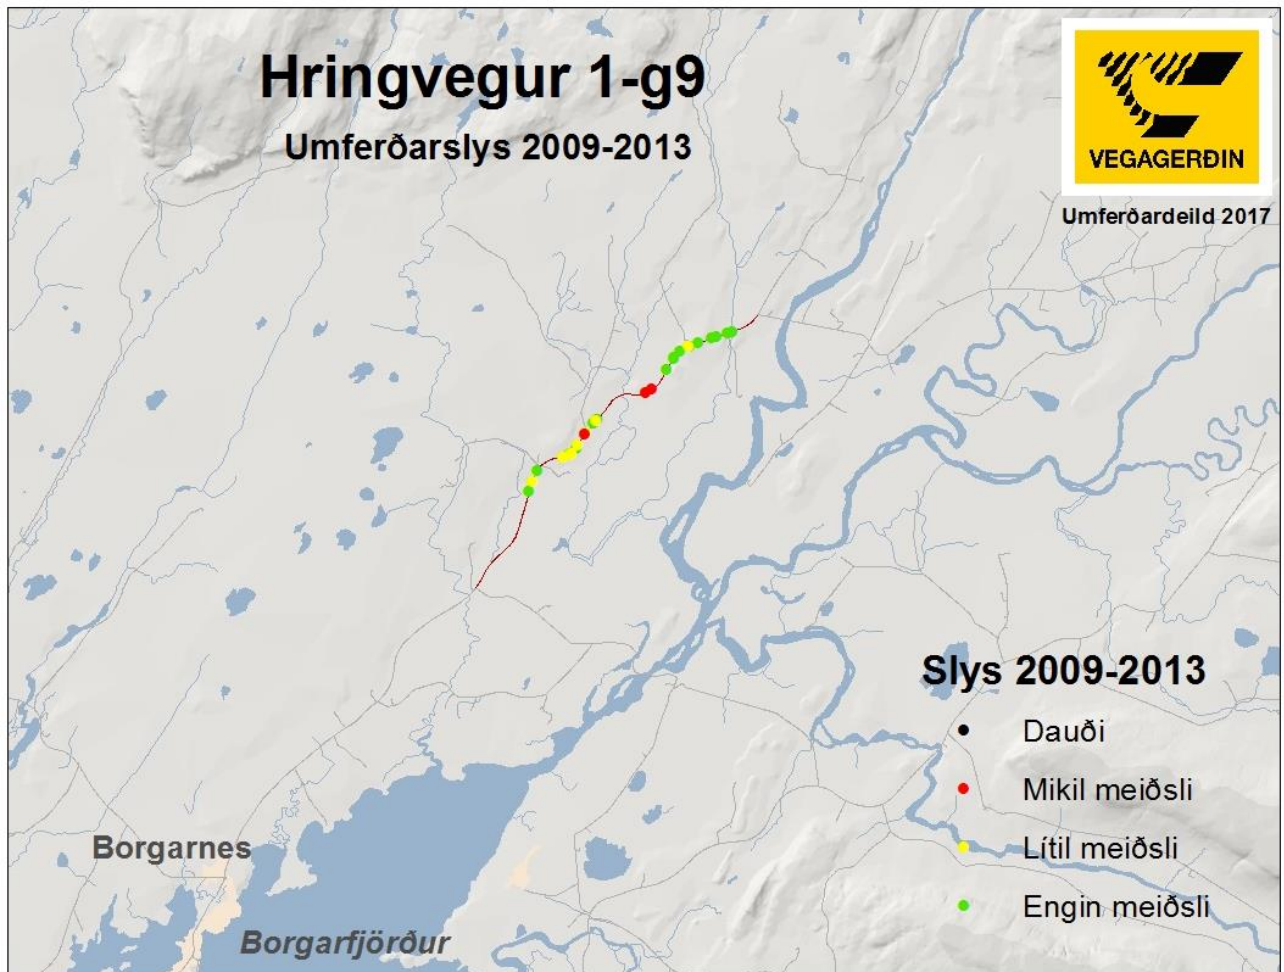 Hringvegur 1-g9
Umferðarslys 2009-2013
VEGAGERÐIN
Umferðardeild 2017
Slys 2009-2013
Dauði
Mikil meiðsli
Lítil meiðsli
Engin meiðsli
Borgarnes
Borgarfjörður